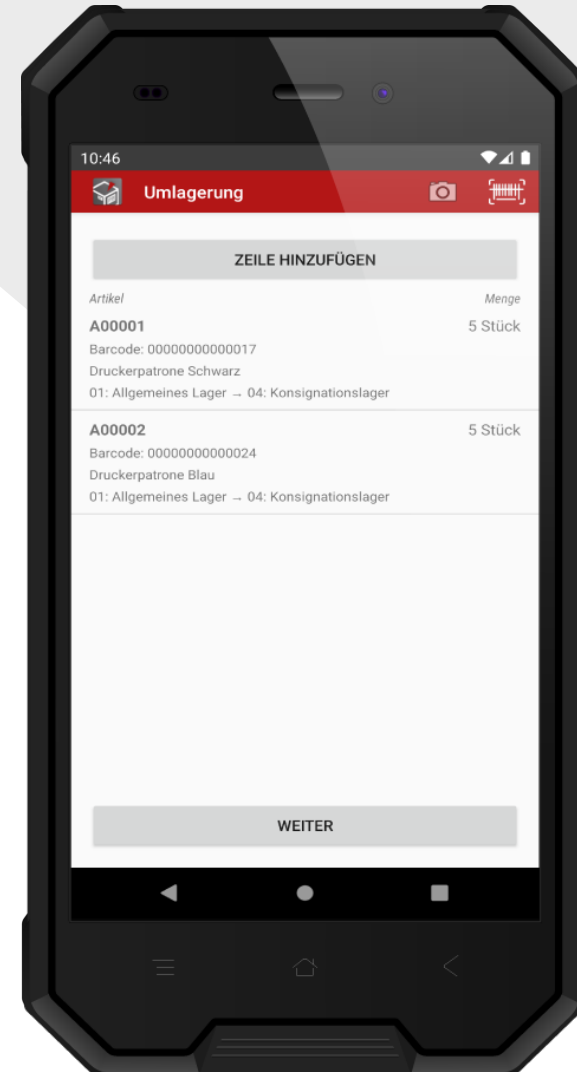 10:46
Umlagerung
ZEILE HINZUFÜGEN
Artikel Menge
A00001 5 Stück
Barcode: 00000000000017
Druckerpatrone Schwarz
01: Allgemeines Lager → 04: Konsignationslager
A00002 5 Stück
Barcode: 00000000000024
Druckerpatrone Blau
01: Allgemeines Lager → 04: Konsignationslager
WEITER